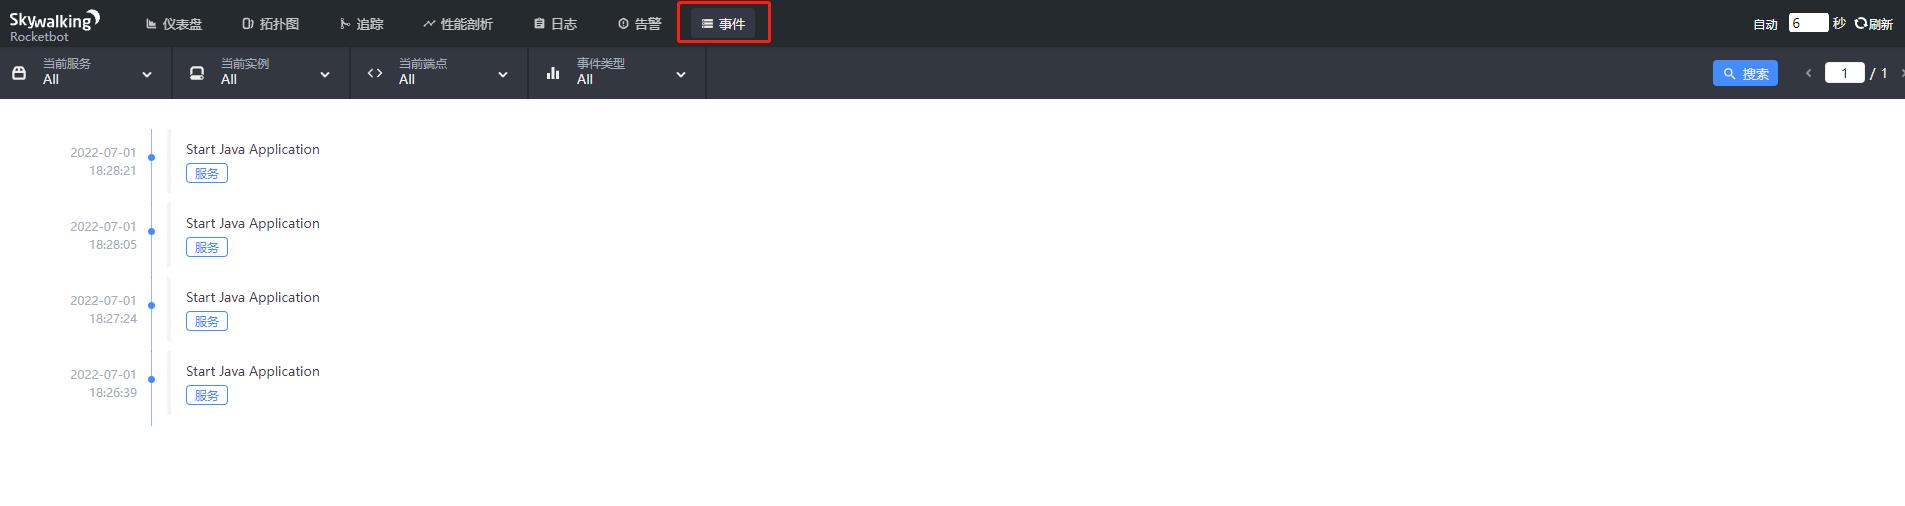 Skywalking
Rocketbot
仪表盘 拓扑图 追踪 性能剖析 日志 告警 事件 自动 6 秒 刷新
当前服务 当前实例 当前端点 事件类型
All All All All
搜索 1 / 1
2022-07-01 18:28:21
Start Java Application
服务
2022-07-01 18:28:05
Start Java Application
服务
2022-07-01 18:27:24
Start Java Application
服务
2022-07-01 18:26:39
Start Java Application
服务